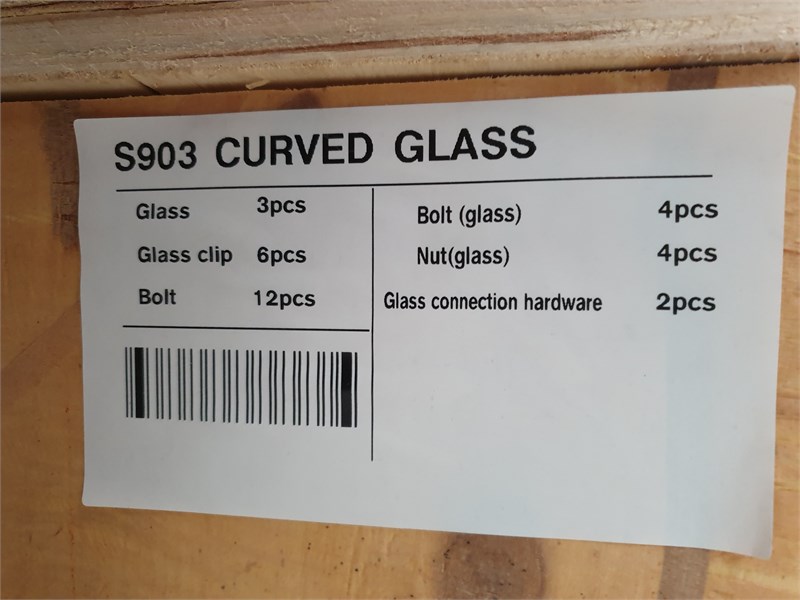 S903 CURVED GLASS
Glass 3pcs
Glass clip 6pcs
Bolt 12pcs
Bolt (glass) 4pcs
Nut(glass) 4pcs
Glass connection hardware 2pcs